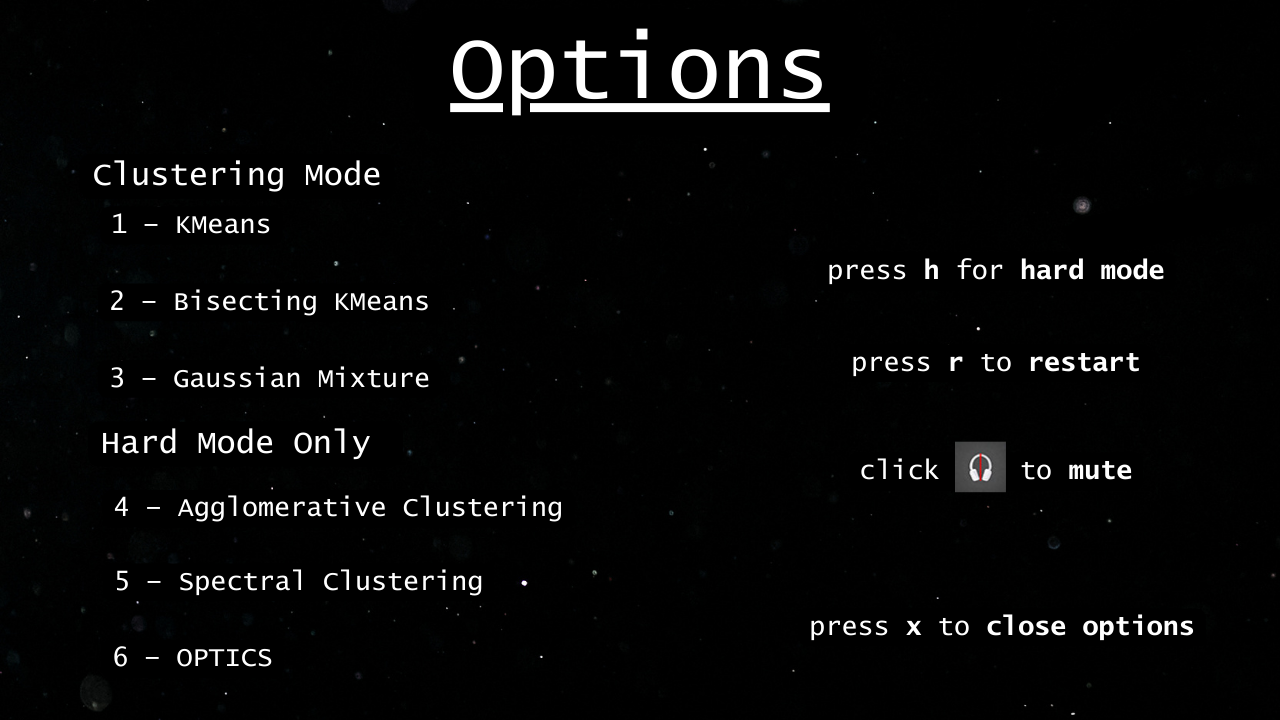 Options
Clustering Mode
1 – KMeans
2 – Bisecting KMeans
3 – Gaussian Mixture
Hard Mode Only
4 – Agglomerative Clustering
5 – Spectral Clustering
6 – OPTICS
press h for hard mode
press r to restart
click to mute
press x to close options